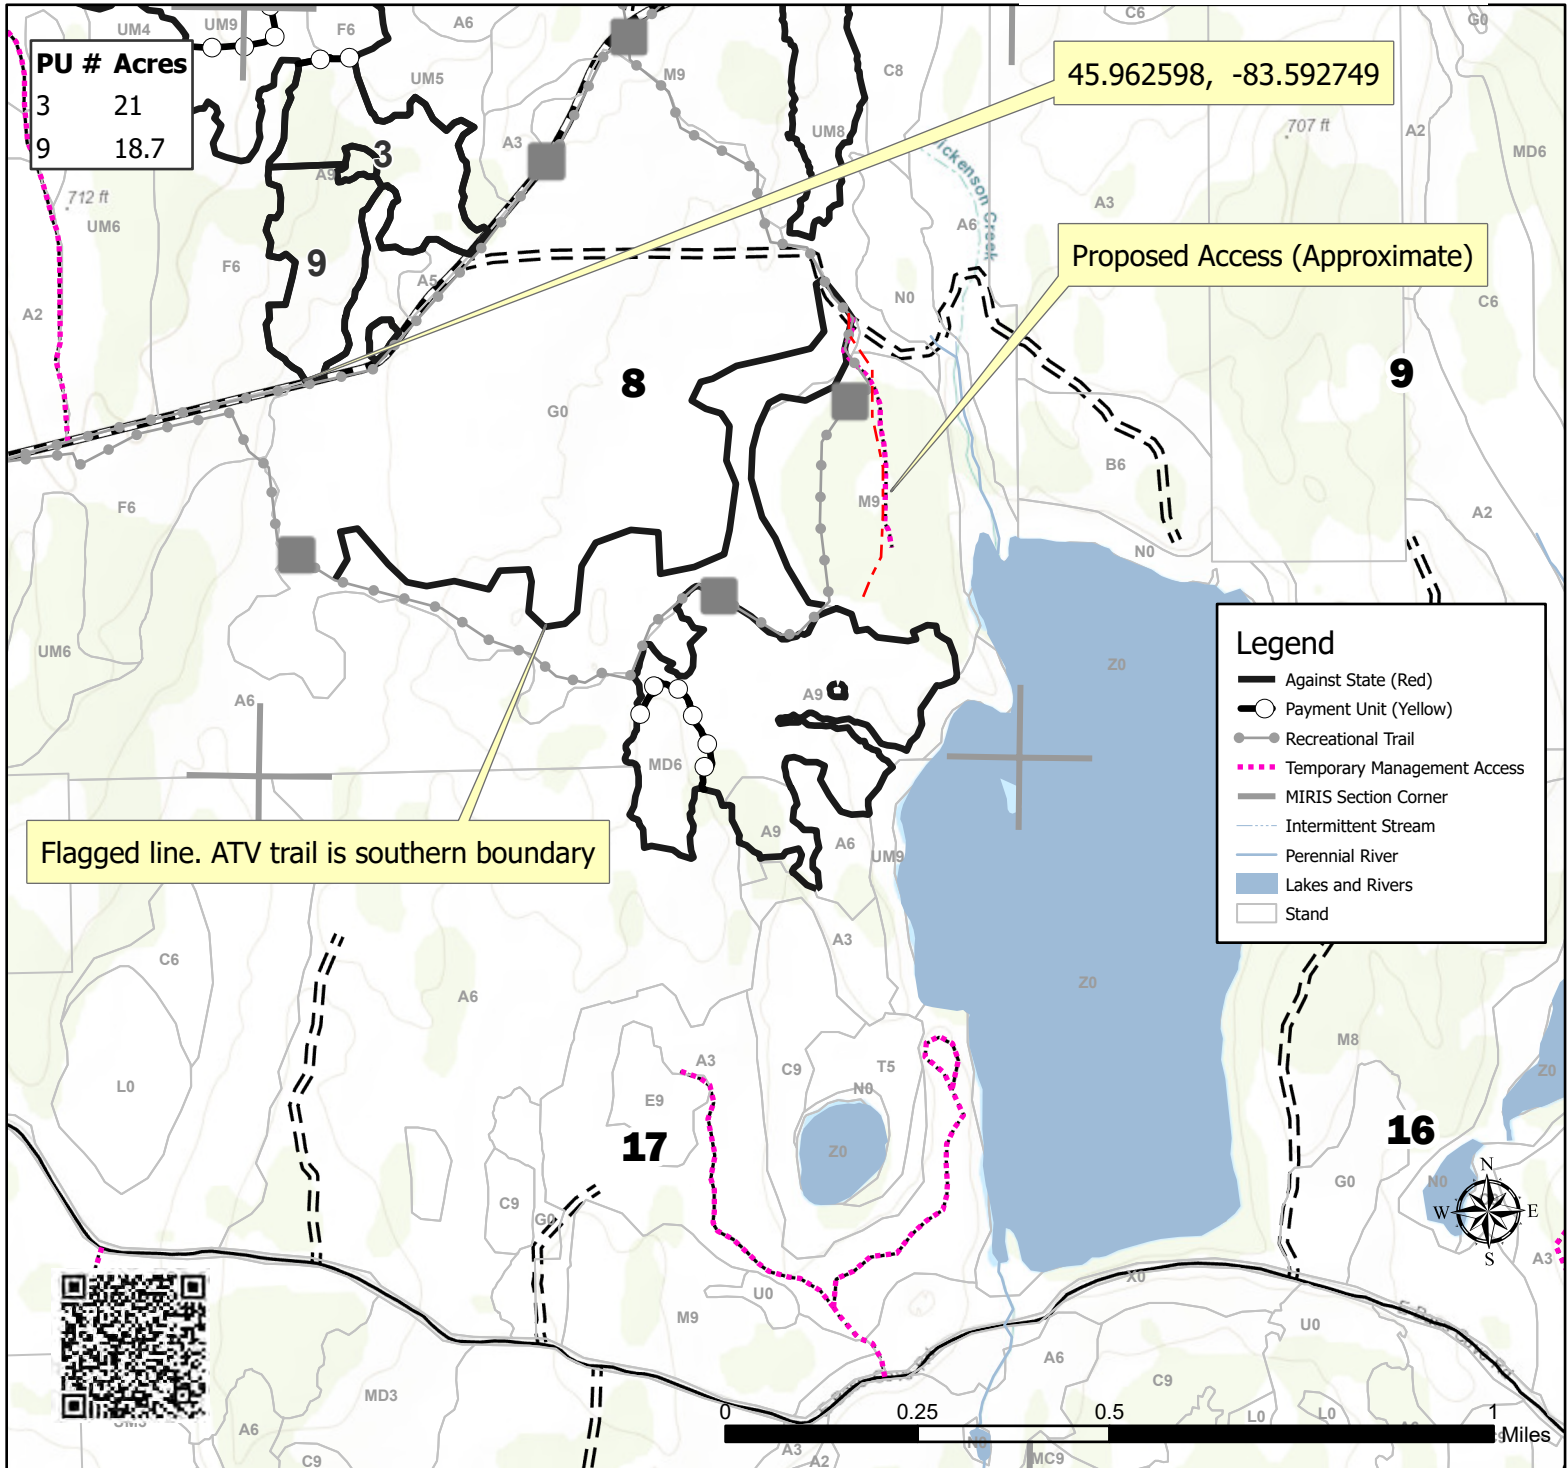 UM4
UM9
F6
A6
C6
G0
PU # Acres
3 21
9 18.7
UM5
M9
C8
45.962598, -83.592749
707 ft
A2
MD6
3
A3
UM8
A9
712 ft
UM6
A6
A3
Dickenson Creek
9
F6
A5
Proposed Access (Approximate)
A2
N0
C6
8
9
G0
B6
F6
M9
A2
N0
UM6
Z0
Legend
Against State (Red)
Payment Unit (Yellow)
Recreational Trail
Temporary Management Access
MIRIS Section Corner
Intermittent Stream
Perennial River
Lakes and Rivers
Stand
A6
A9
MD6
Flagged line. ATV trail is southern boundary
A9
A6
UM9
C6
A3
A6
Z0
M8
L0
A3
E9
C9
T5
N0
Z0
Z0
17
16
C9
G0
G0
N0
N
W E
S
A3
X0
U0
M9
U0
A6
C9
MD3
A6
C9
L0
L0
A3
A2
N0
MC9
0 0.25 0.5 1
Miles